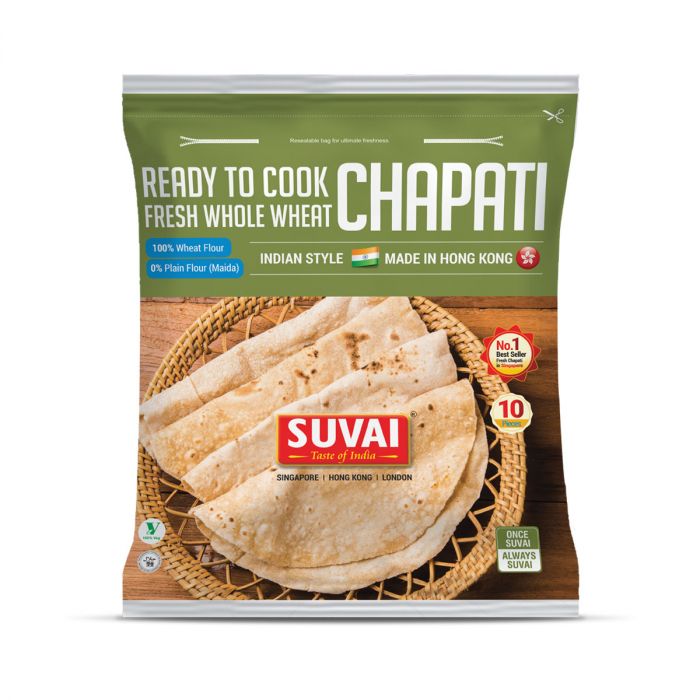 Resealable bag for ultimate freshness.
READY TO COOK
FRESH WHOLE WHEAT
CHAPATI
100% Wheat Flour
0% Plain Flour (Maida)
INDIAN STYLE MADE IN HONG KONG
No.1
Best Seller
Fresh Chapati
in Singapore
10
Pieces
SUVAI®
Taste of India
SINGAPORE | HONG KONG | LONDON
100% Veg
ONCE
SUVAI
ALWAYS
SUVAI